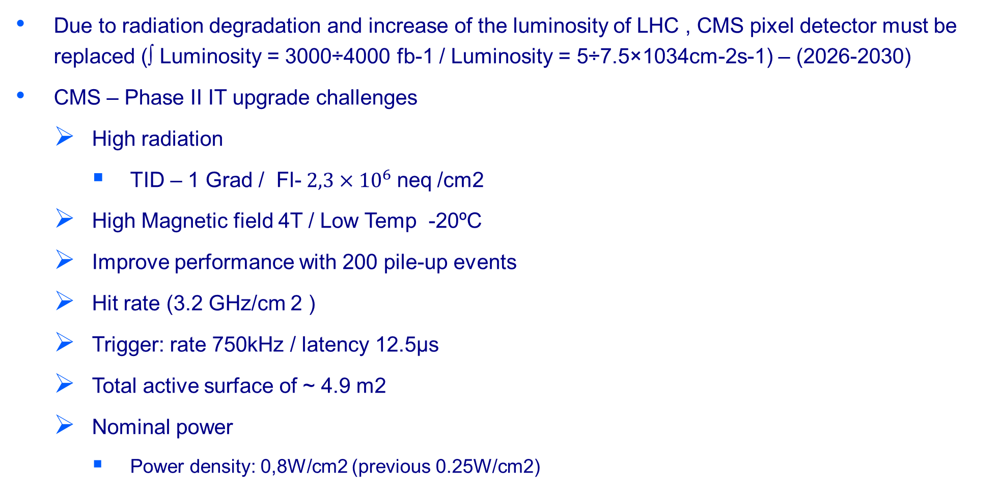 • Due to radiation degradation and increase of the luminosity of LHC , CMS pixel detector must be
replaced (∫ Luminosity = 3000÷4000 fb-1 / Luminosity = 5÷7.5×1034cm-2s-1) – (2026-2030)
• CMS – Phase II IT upgrade challenges
➢ High radiation
▪ TID – 1 Grad / Fl- 2,3 × 10⁶ neq /cm2
➢ High Magnetic field 4T / Low Temp -20ºC
➢ Improve performance with 200 pile-up events
➢ Hit rate (3.2 GHz/cm 2 )
➢ Trigger: rate 750kHz / latency 12.5µs
➢ Total active surface of ~ 4.9 m2
➢ Nominal power
▪ Power density: 0,8W/cm2 (previous 0.25W/cm2)